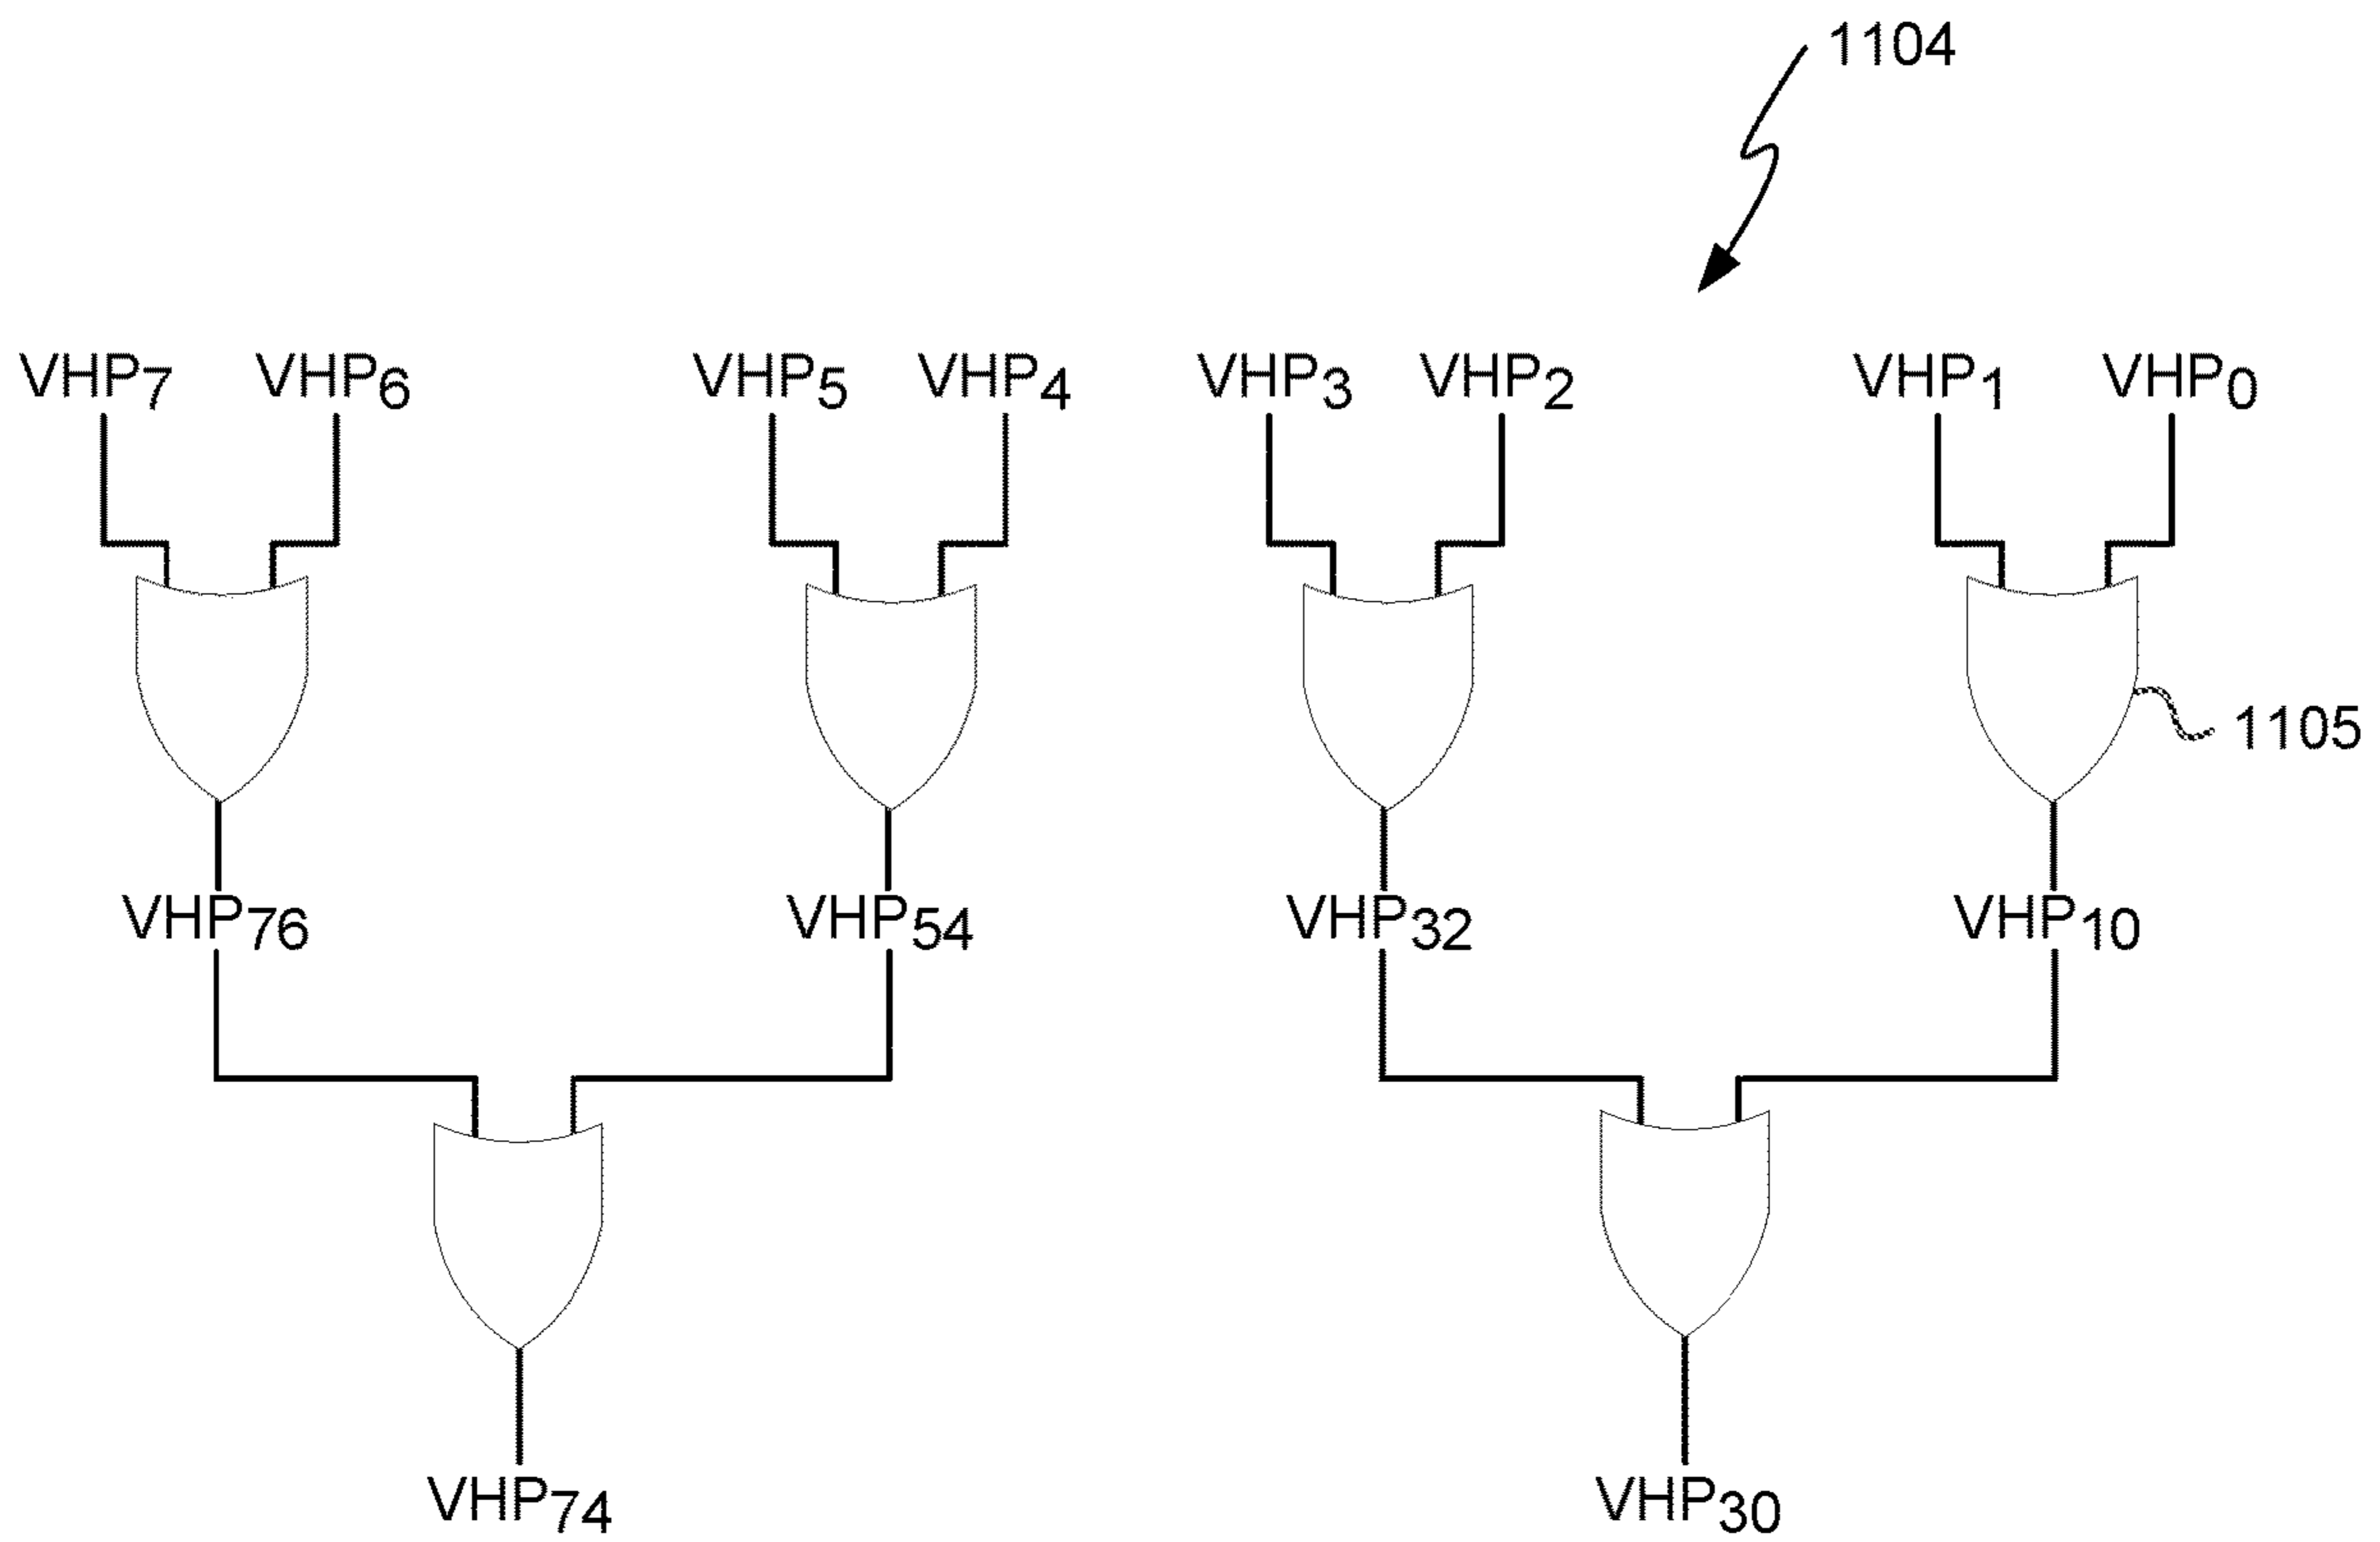 1104
VHP7 VHP6 VHP5 VHP4 VHP3 VHP2 VHP1 VHP0
1105
VHP76 VHP54 VHP32 VHP10
VHP74 VHP30